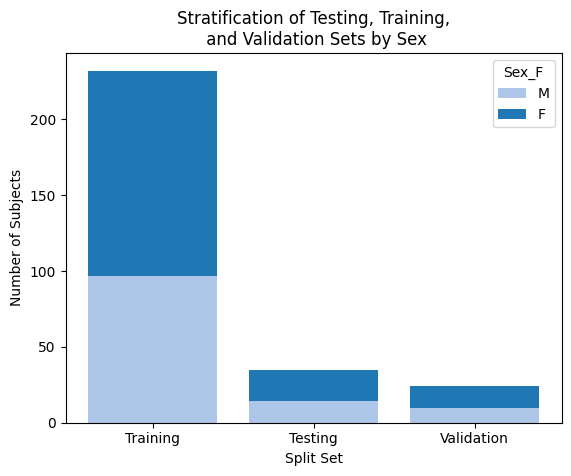 Stratification of Testing, Training,
and Validation Sets by Sex
Sex_F
M
F
Number of Subjects
200
150
100
50
0
Training
Testing
Validation
Split Set